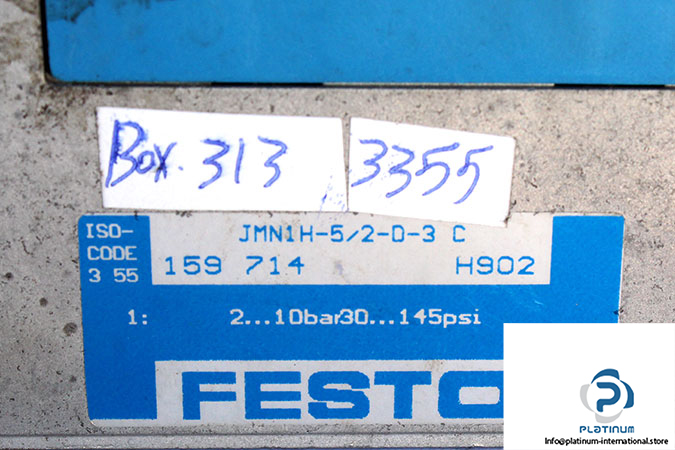 Box. 313 3355
ISO-
CODE
3 55
JMN1H-5/2-D-3 C
159 714 H902
1: 2...10bar30...145psi
FESTO
PLATINUM
Info@platinum-international.store